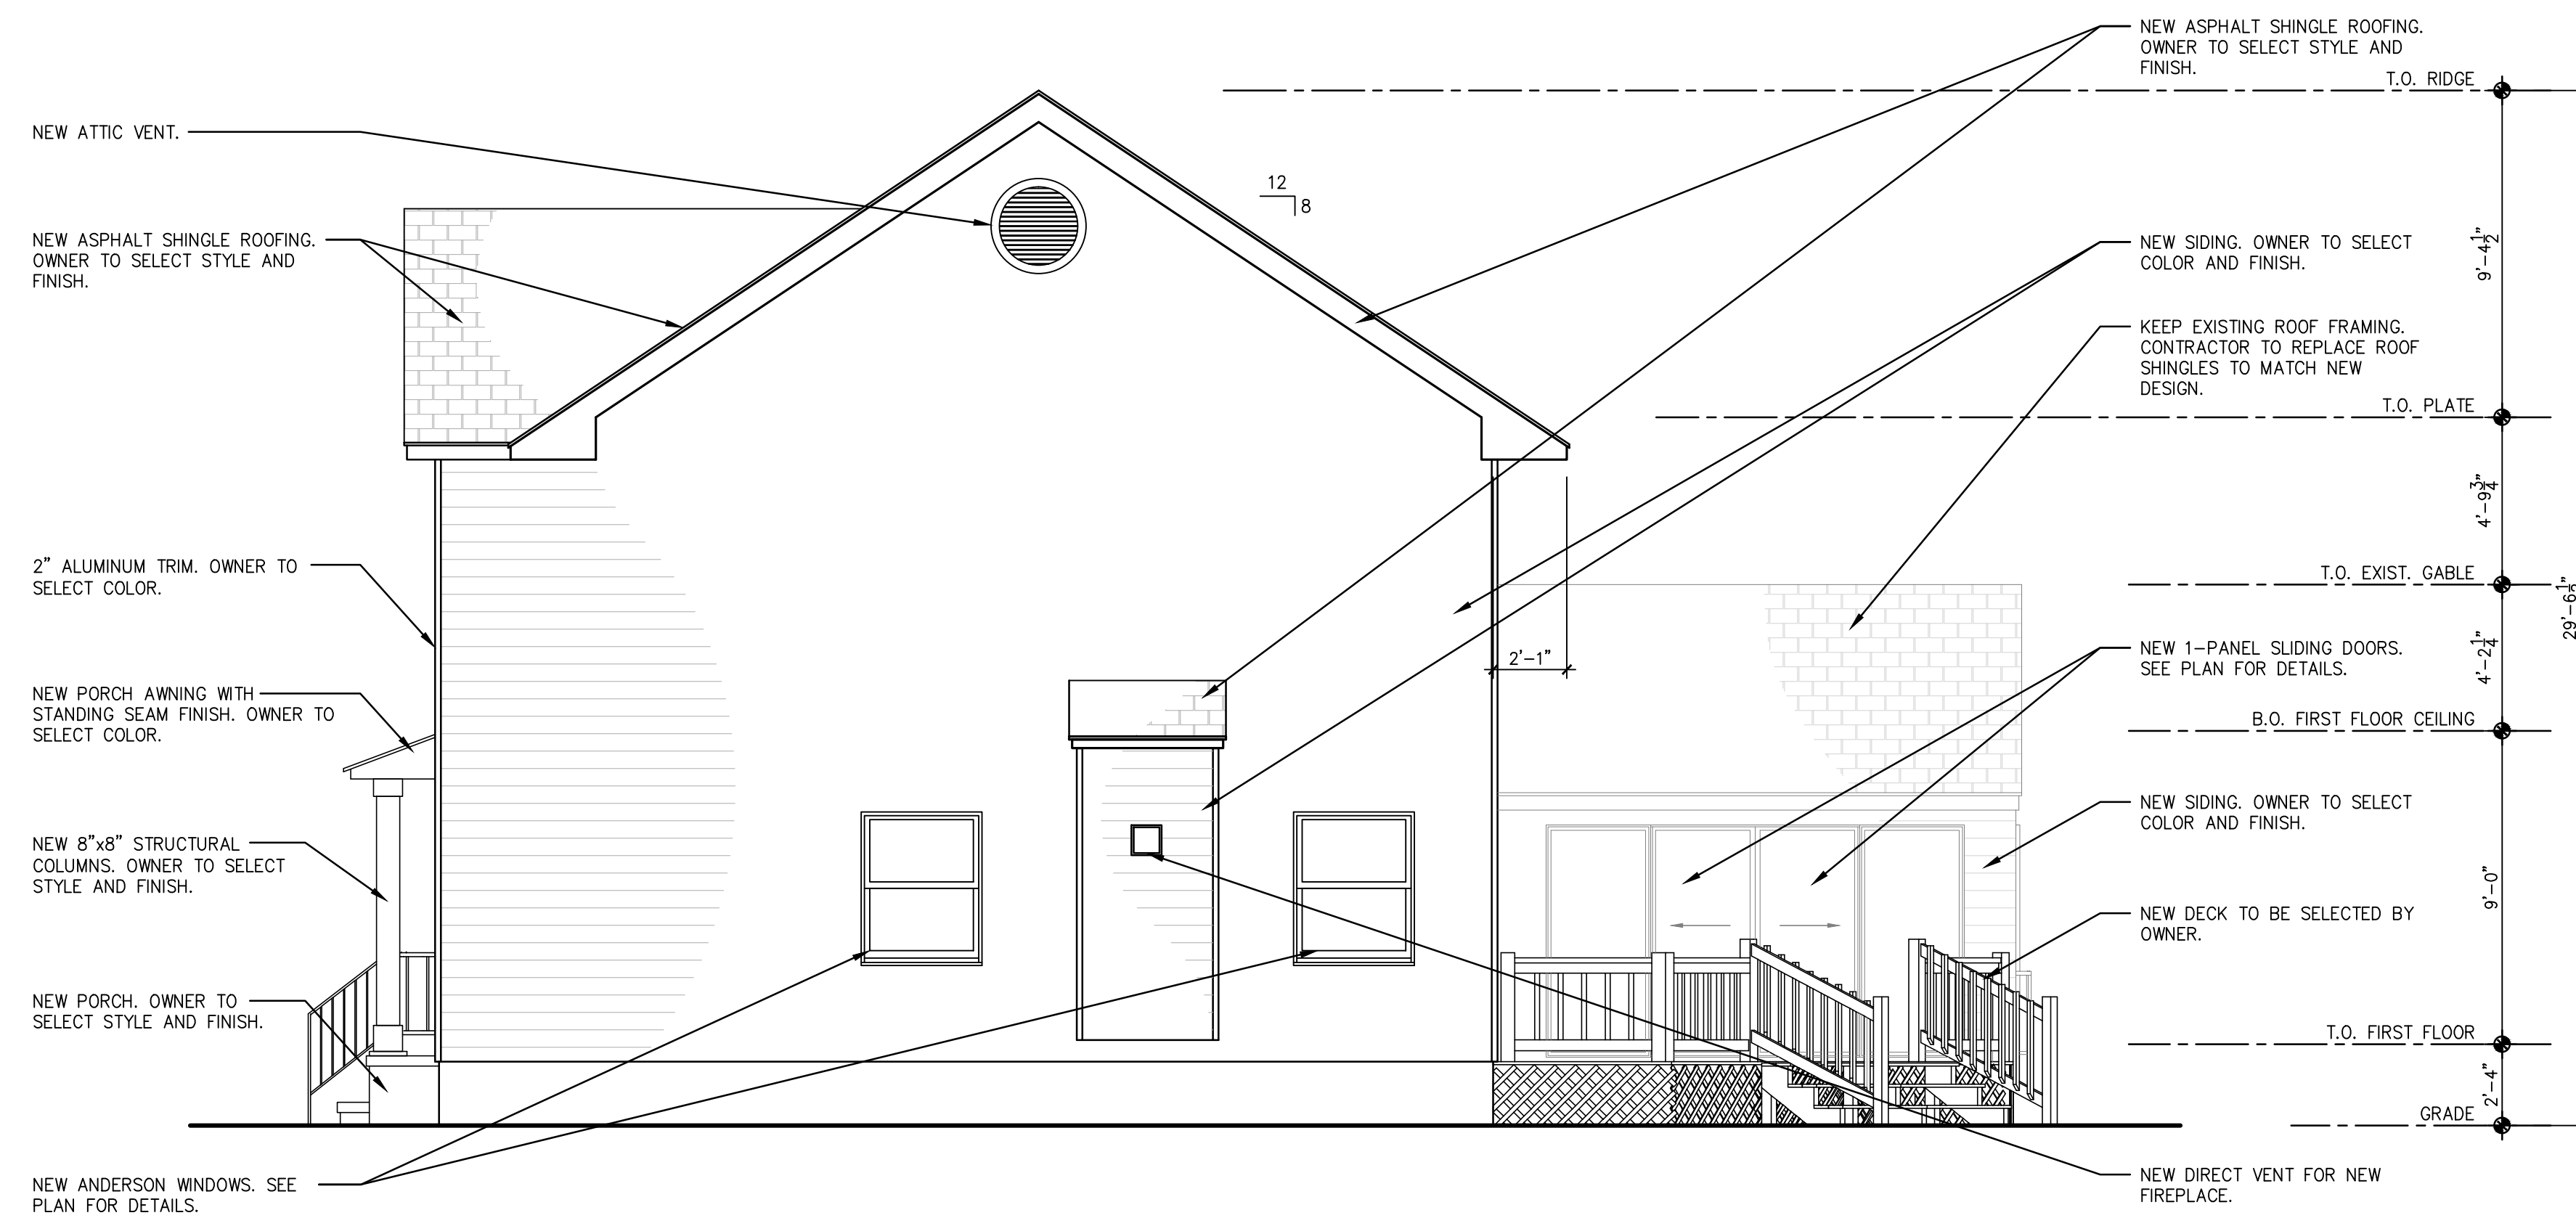 NEW ATTIC VENT.
NEW ASPHALT SHINGLE ROOFING.
OWNER TO SELECT STYLE AND
FINISH.
2” ALUMINUM TRIM. OWNER TO
SELECT COLOR.
NEW PORCH AWNING WITH
STANDING SEAM FINISH. OWNER TO
SELECT COLOR.
NEW 8”x8” STRUCTURAL
COLUMNS. OWNER TO SELECT
STYLE AND FINISH.
NEW PORCH. OWNER TO
SELECT STYLE AND FINISH.
NEW ANDERSON WINDOWS. SEE
PLAN FOR DETAILS.
12
8
2'-1”
NEW ASPHALT SHINGLE ROOFING.
OWNER TO SELECT STYLE AND
FINISH.
T.O. RIDGE
NEW SIDING. OWNER TO SELECT
COLOR AND FINISH.
KEEP EXISTING ROOF FRAMING.
CONTRACTOR TO REPLACE ROOF
SHINGLES TO MATCH NEW
DESIGN.
T.O. PLATE
T.O. EXIST. GABLE
NEW 1-PANEL SLIDING DOORS.
SEE PLAN FOR DETAILS.
B.O. FIRST FLOOR CEILING
NEW SIDING. OWNER TO SELECT
COLOR AND FINISH.
NEW DECK TO BE SELECTED BY
OWNER.
T.O. FIRST FLOOR
GRADE
NEW DIRECT VENT FOR NEW
FIREPLACE.
9'-4 1/2”
4'-9 3/4”
4'-2 1/4”
9'-0”
2'-4”